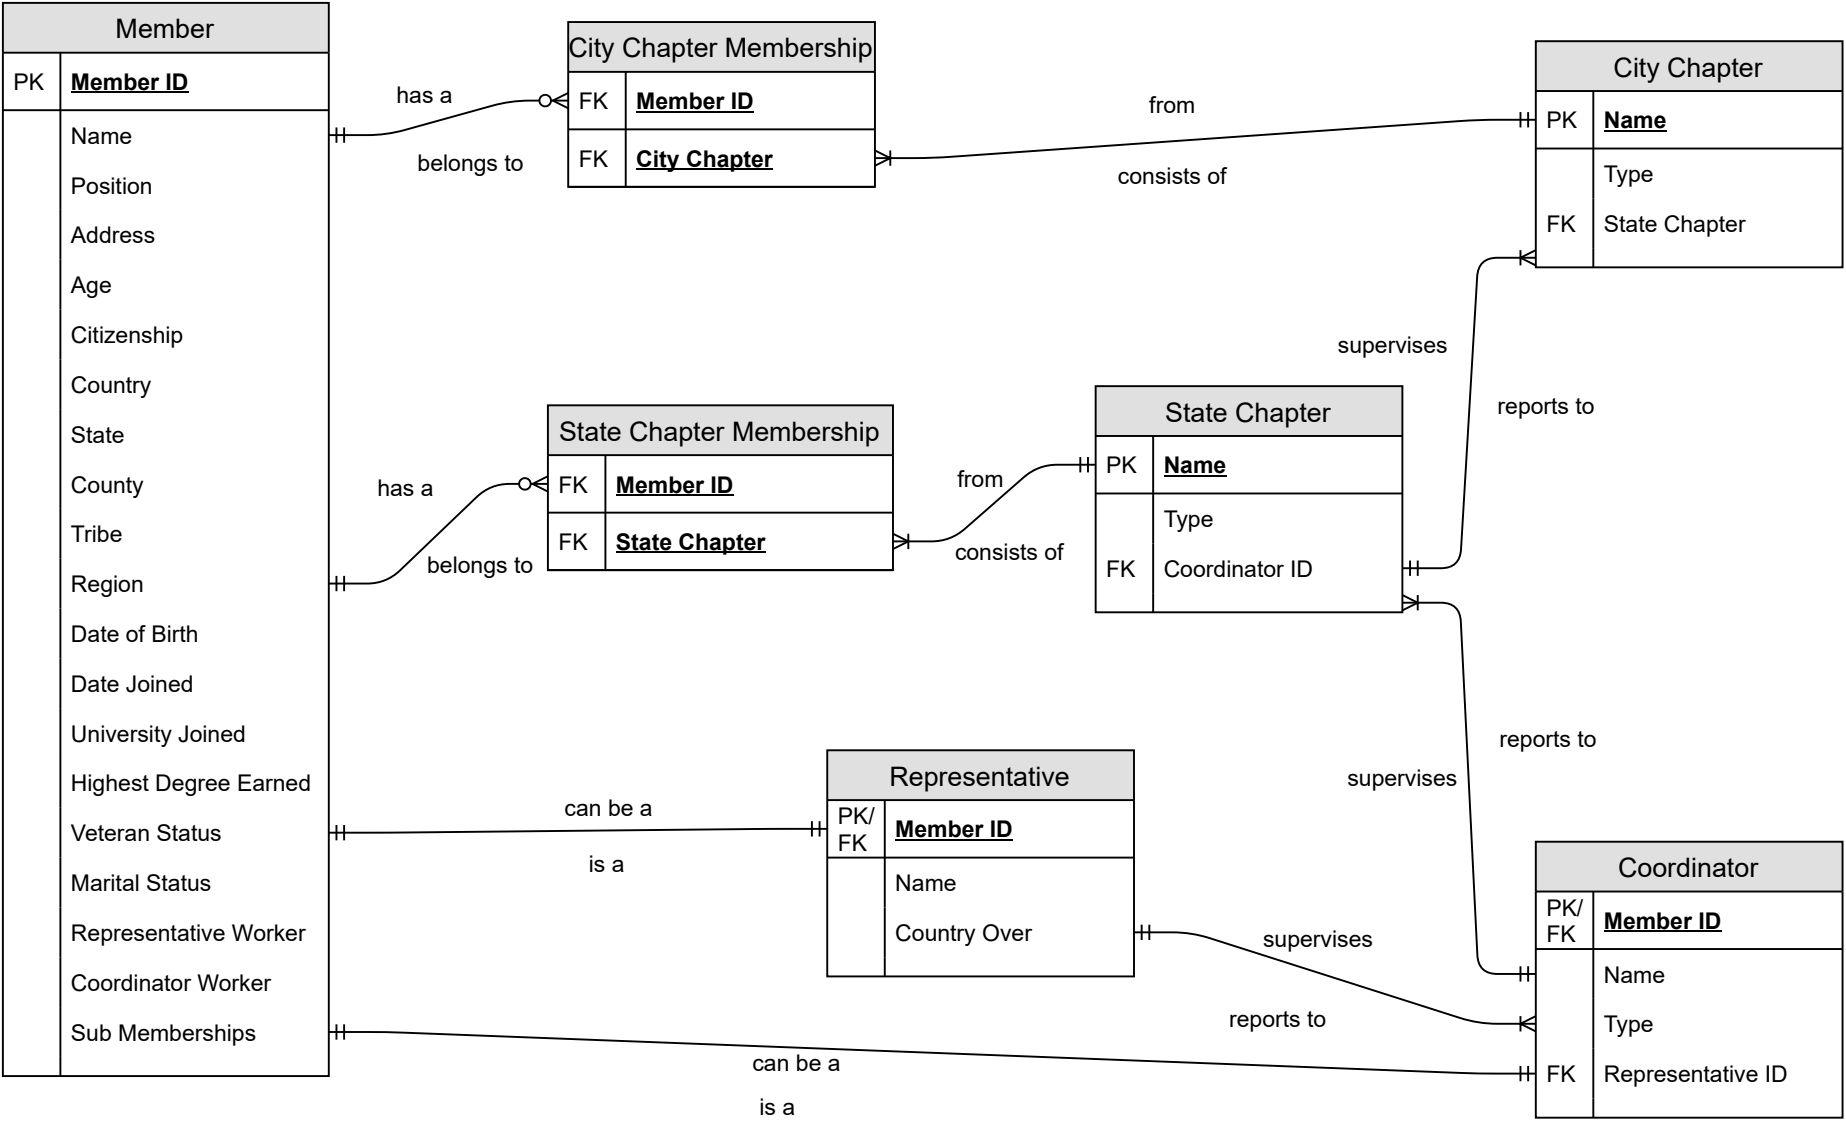 Member
PK Member ID
Name
Position
Address
Age
Citizenship
Country
State
County
Tribe
Region
Date of Birth
Date Joined
University Joined
Highest Degree Earned
Veteran Status
Marital Status
Representative Worker
Coordinator Worker
Sub Memberships
has a
belongs to
City Chapter Membership
FK Member ID
FK City Chapter
from
consists of
City Chapter
PK Name
Type
FK State Chapter
supervises
reports to
has a
belongs to
State Chapter Membership
FK Member ID
FK State Chapter
from
consists of
State Chapter
PK Name
Type
FK Coordinator ID
reports to
supervises
can be a
is a
Representative
PK/
FK Member ID
Name
Country Over
supervises
reports to
can be a
is a
Coordinator
PK/
FK Member ID
Name
Type
FK Representative ID